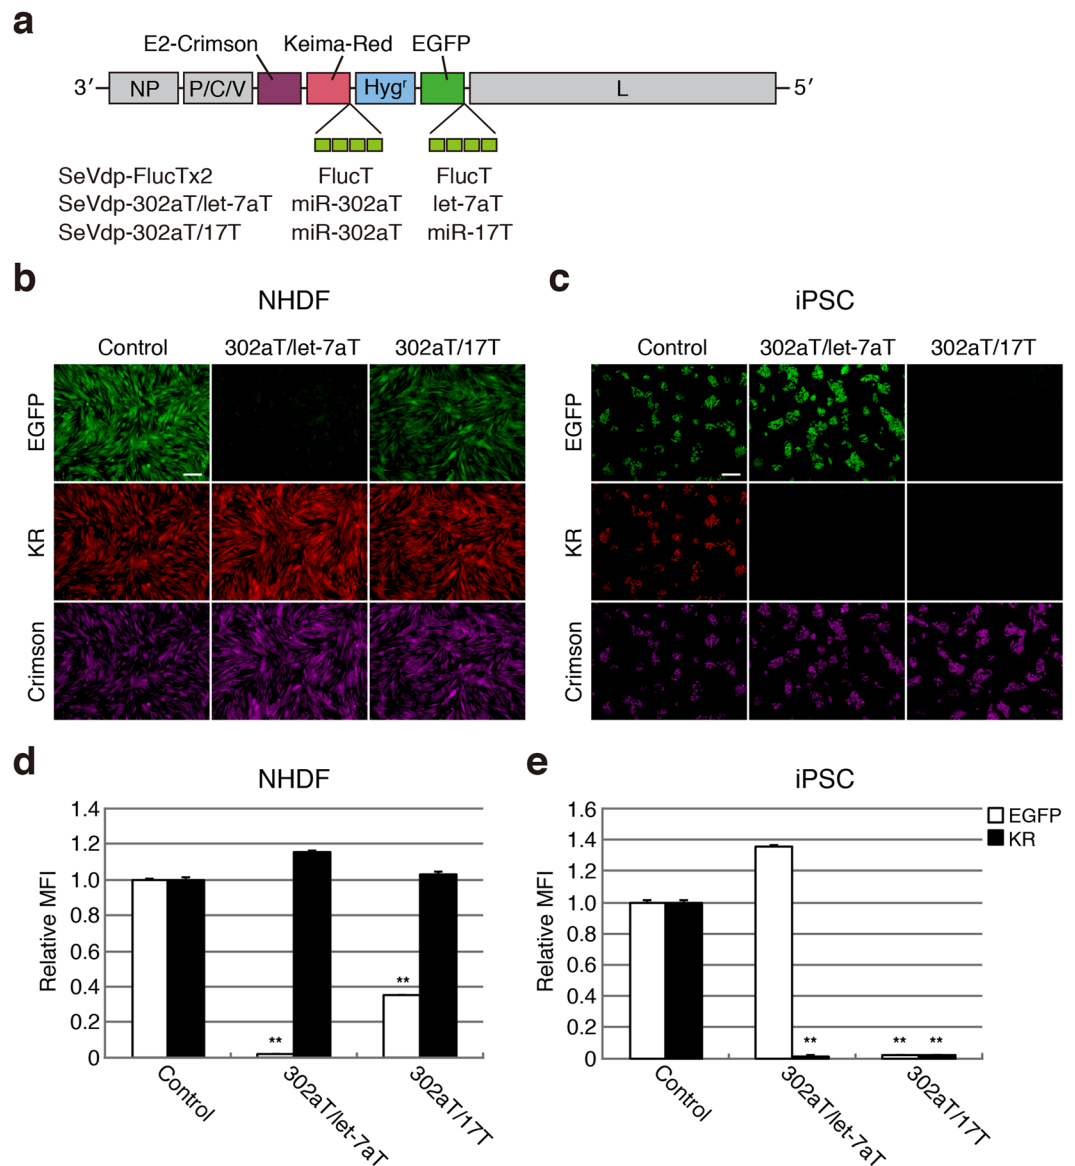 a
E2-Crimson Keima-Red EGFP
3′ NP P/C/V Hygʳ L 5′
SeVdp-FlucTx2 FlucT FlucT
SeVdp-302aT/let-7aT miR-302aT let-7aT
SeVdp-302aT/17T miR-302aT miR-17T
b
NHDF
Control 302aT/let-7aT 302aT/17T
EGFP
KR
Crimson
c
iPSC
Control 302aT/let-7aT 302aT/17T
EGFP
KR
Crimson
d
NHDF
Relative MFI
1.4
1.2
1.0
0.8
0.6
0.4
0.2
0
**
**
Control
302aT/let-7aT
302aT/17T
e
iPSC
Relative MFI
1.6
1.4
1.2
1.0
0.8
0.6
0.4
0.2
0
** ** **
Control
302aT/let-7aT
302aT/17T
EGFP
KR